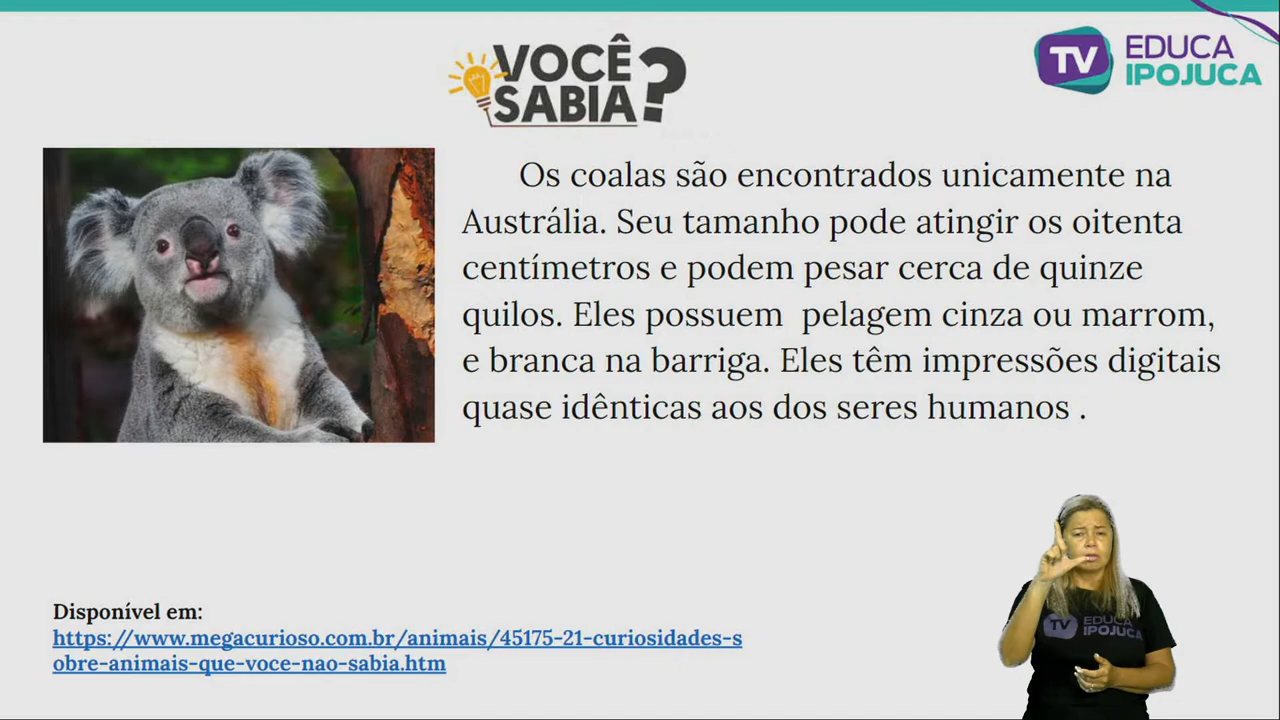 VOCÊ
SABIA?
TV EDUCA
IPOJUCA
Os coalas são encontrados unicamente na
Austrália. Seu tamanho pode atingir os oitenta
centímetros e podem pesar cerca de quinze
quilos. Eles possuem  pelagem cinza ou marrom,
e branca na barriga. Eles têm impressões digitais
quase idênticas aos dos seres humanos .
Disponível em:
https://www.megacurioso.com.br/animais/45175-21-curiosidades-s
obre-animais-que-voce-nao-sabia.htm
TV EDUCA
IPOJUCA